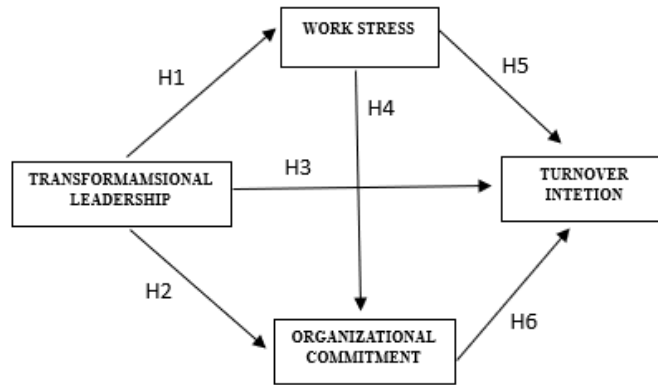 WORK STRESS
H1
H5
H4
TRANSFORMAMSIONAL
LEADERSHIP
H3
TURNOVER
INTETION
H2
ORGANIZATIONAL
COMMITMENT
H6